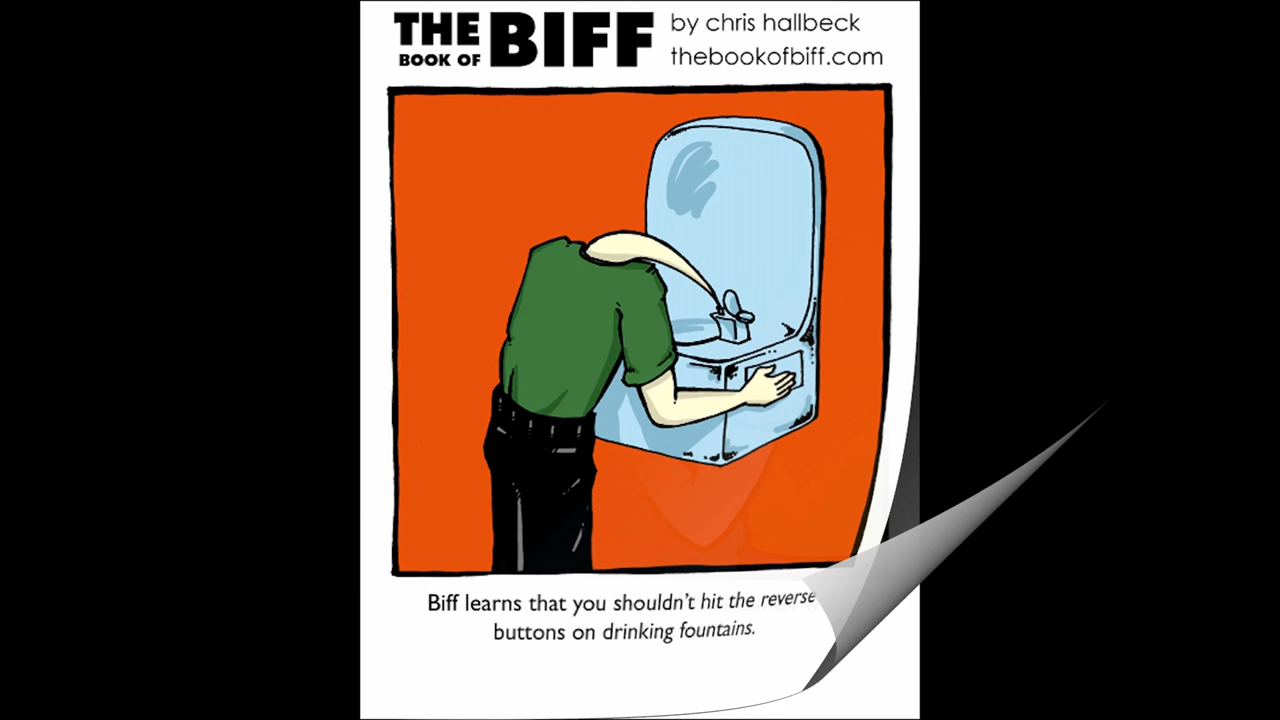 THE BOOK OF BIFF
by chris hallbeck
thebookofbiff.com
Biff learns that you shouldn't hit the reverse
buttons on drinking fountains.